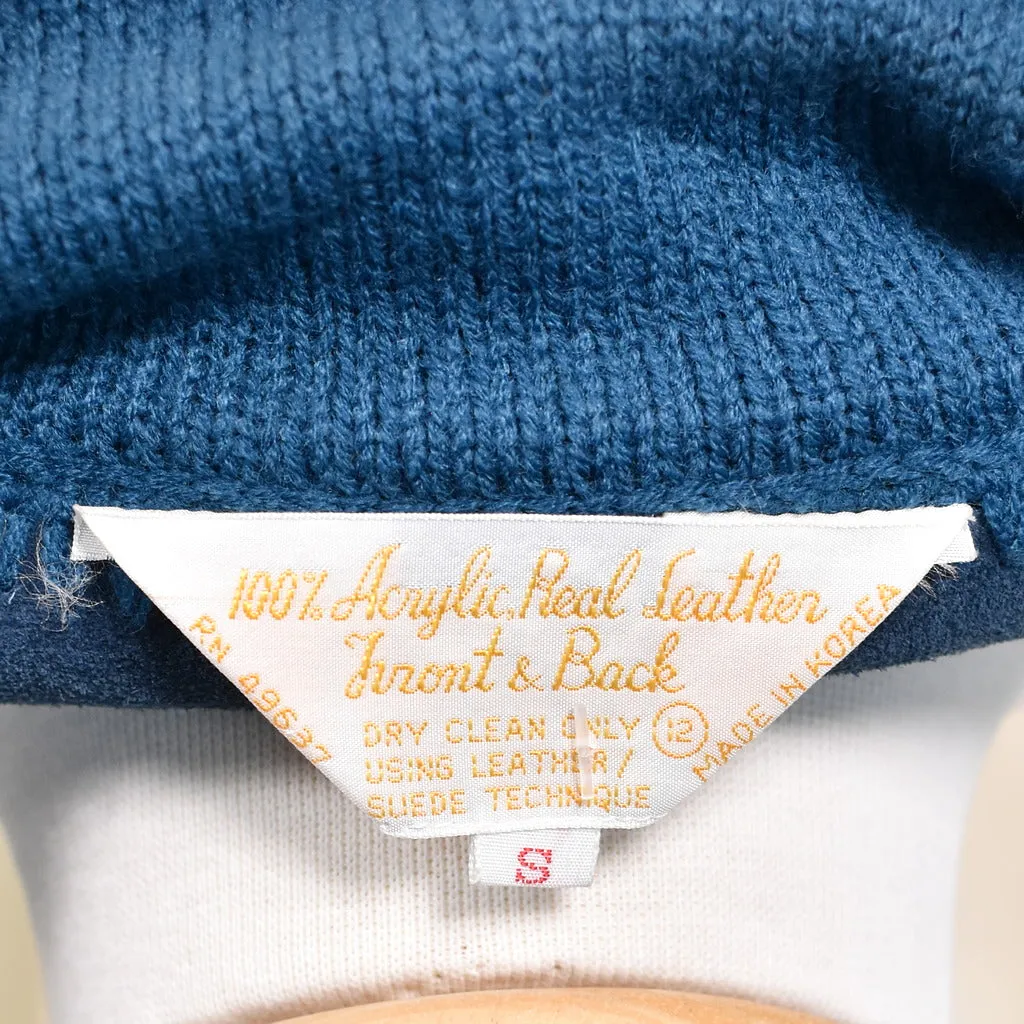 100% Acrylic, Real Leather
Front & Back
RN 49637
DRY CLEAN ONLY 12
USING LEATHER/
SUEDE TECHNIQUE
MADE IN KOREA
S